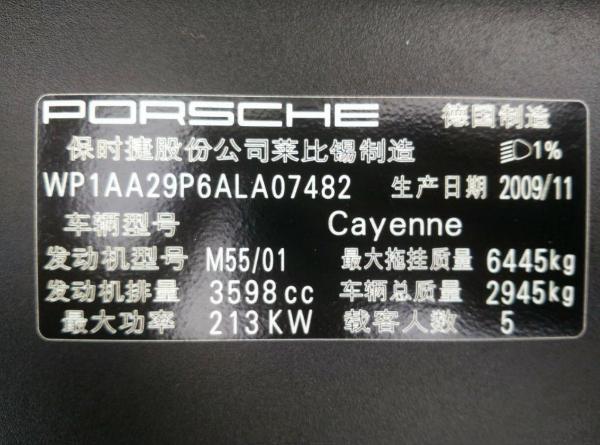 PORSCHE 德国制造
保时捷股份公司莱比锡制造 1%
WP1AA29P6ALA07482 生产日期 2009/11
车辆型号 Cayenne
发动机型号 M55/01 最大拖挂质量 6445kg
发动机排量 3598cc 车辆总质量 2945kg
最大功率 213KW 载客人数 5